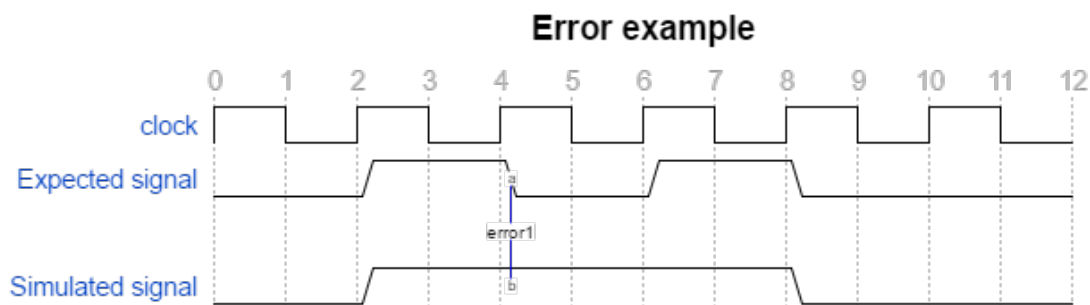 Error example
0 1 2 3 4 5 6 7 8 9 10 11 12
clock
Expected signal
a
error1
Simulated signal
b